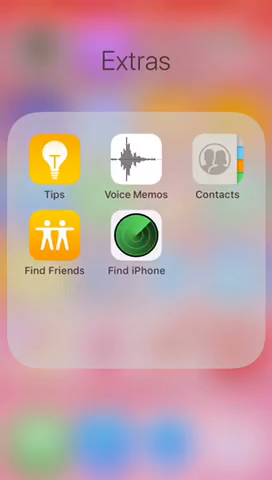 Extras
Tips
Voice Memos
Contacts
Find Friends
Find iPhone